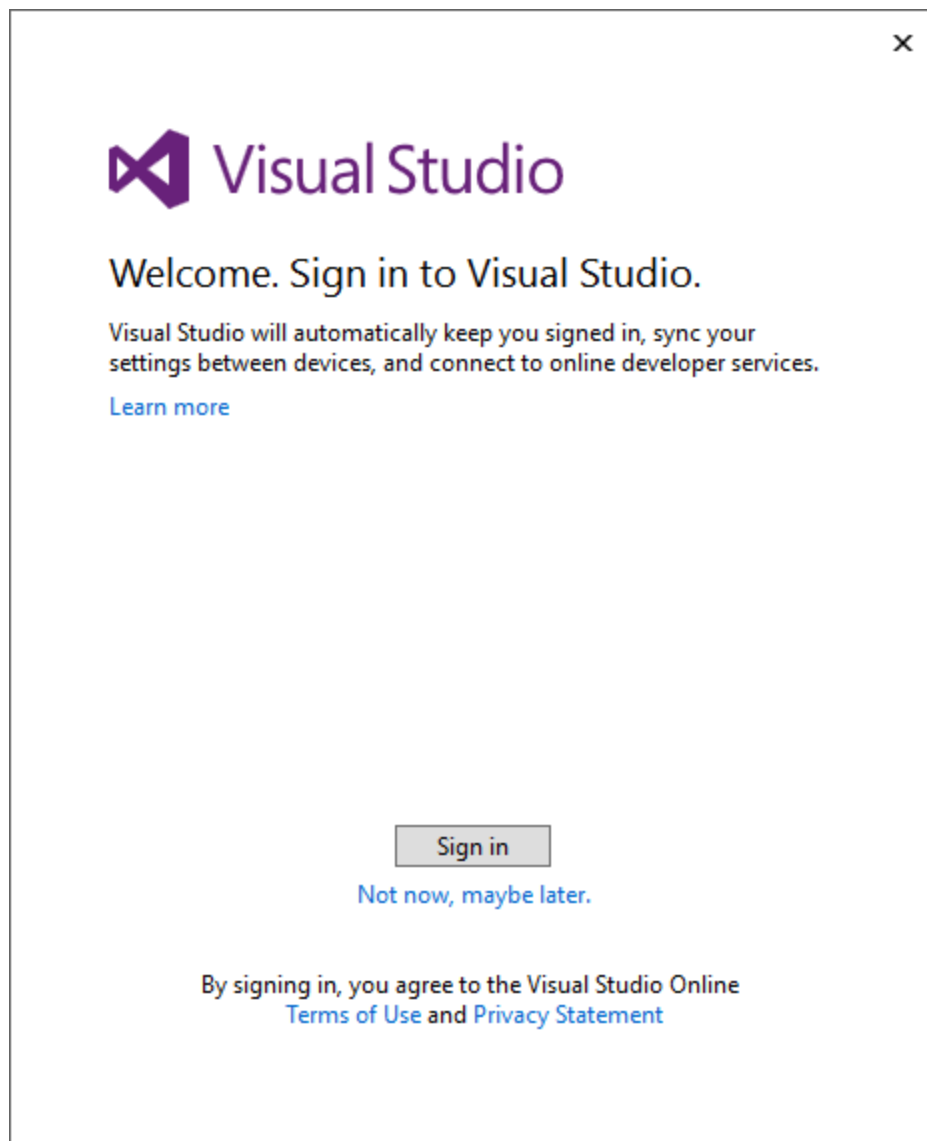 Visual Studio
Welcome. Sign in to Visual Studio.
Visual Studio will automatically keep you signed in, sync your
settings between devices, and connect to online developer services.
Learn more
Sign in
Not now, maybe later.
By signing in, you agree to the Visual Studio Online
Terms of Use and Privacy Statement